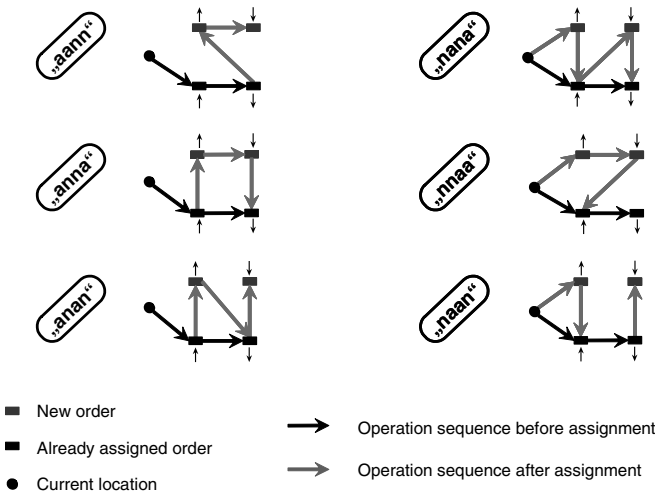 „aann“
„nana“
„anna“
„nnaa“
„anan“
„naan“
New order
Already assigned order
Current location
Operation sequence before assignment
Operation sequence after assignment